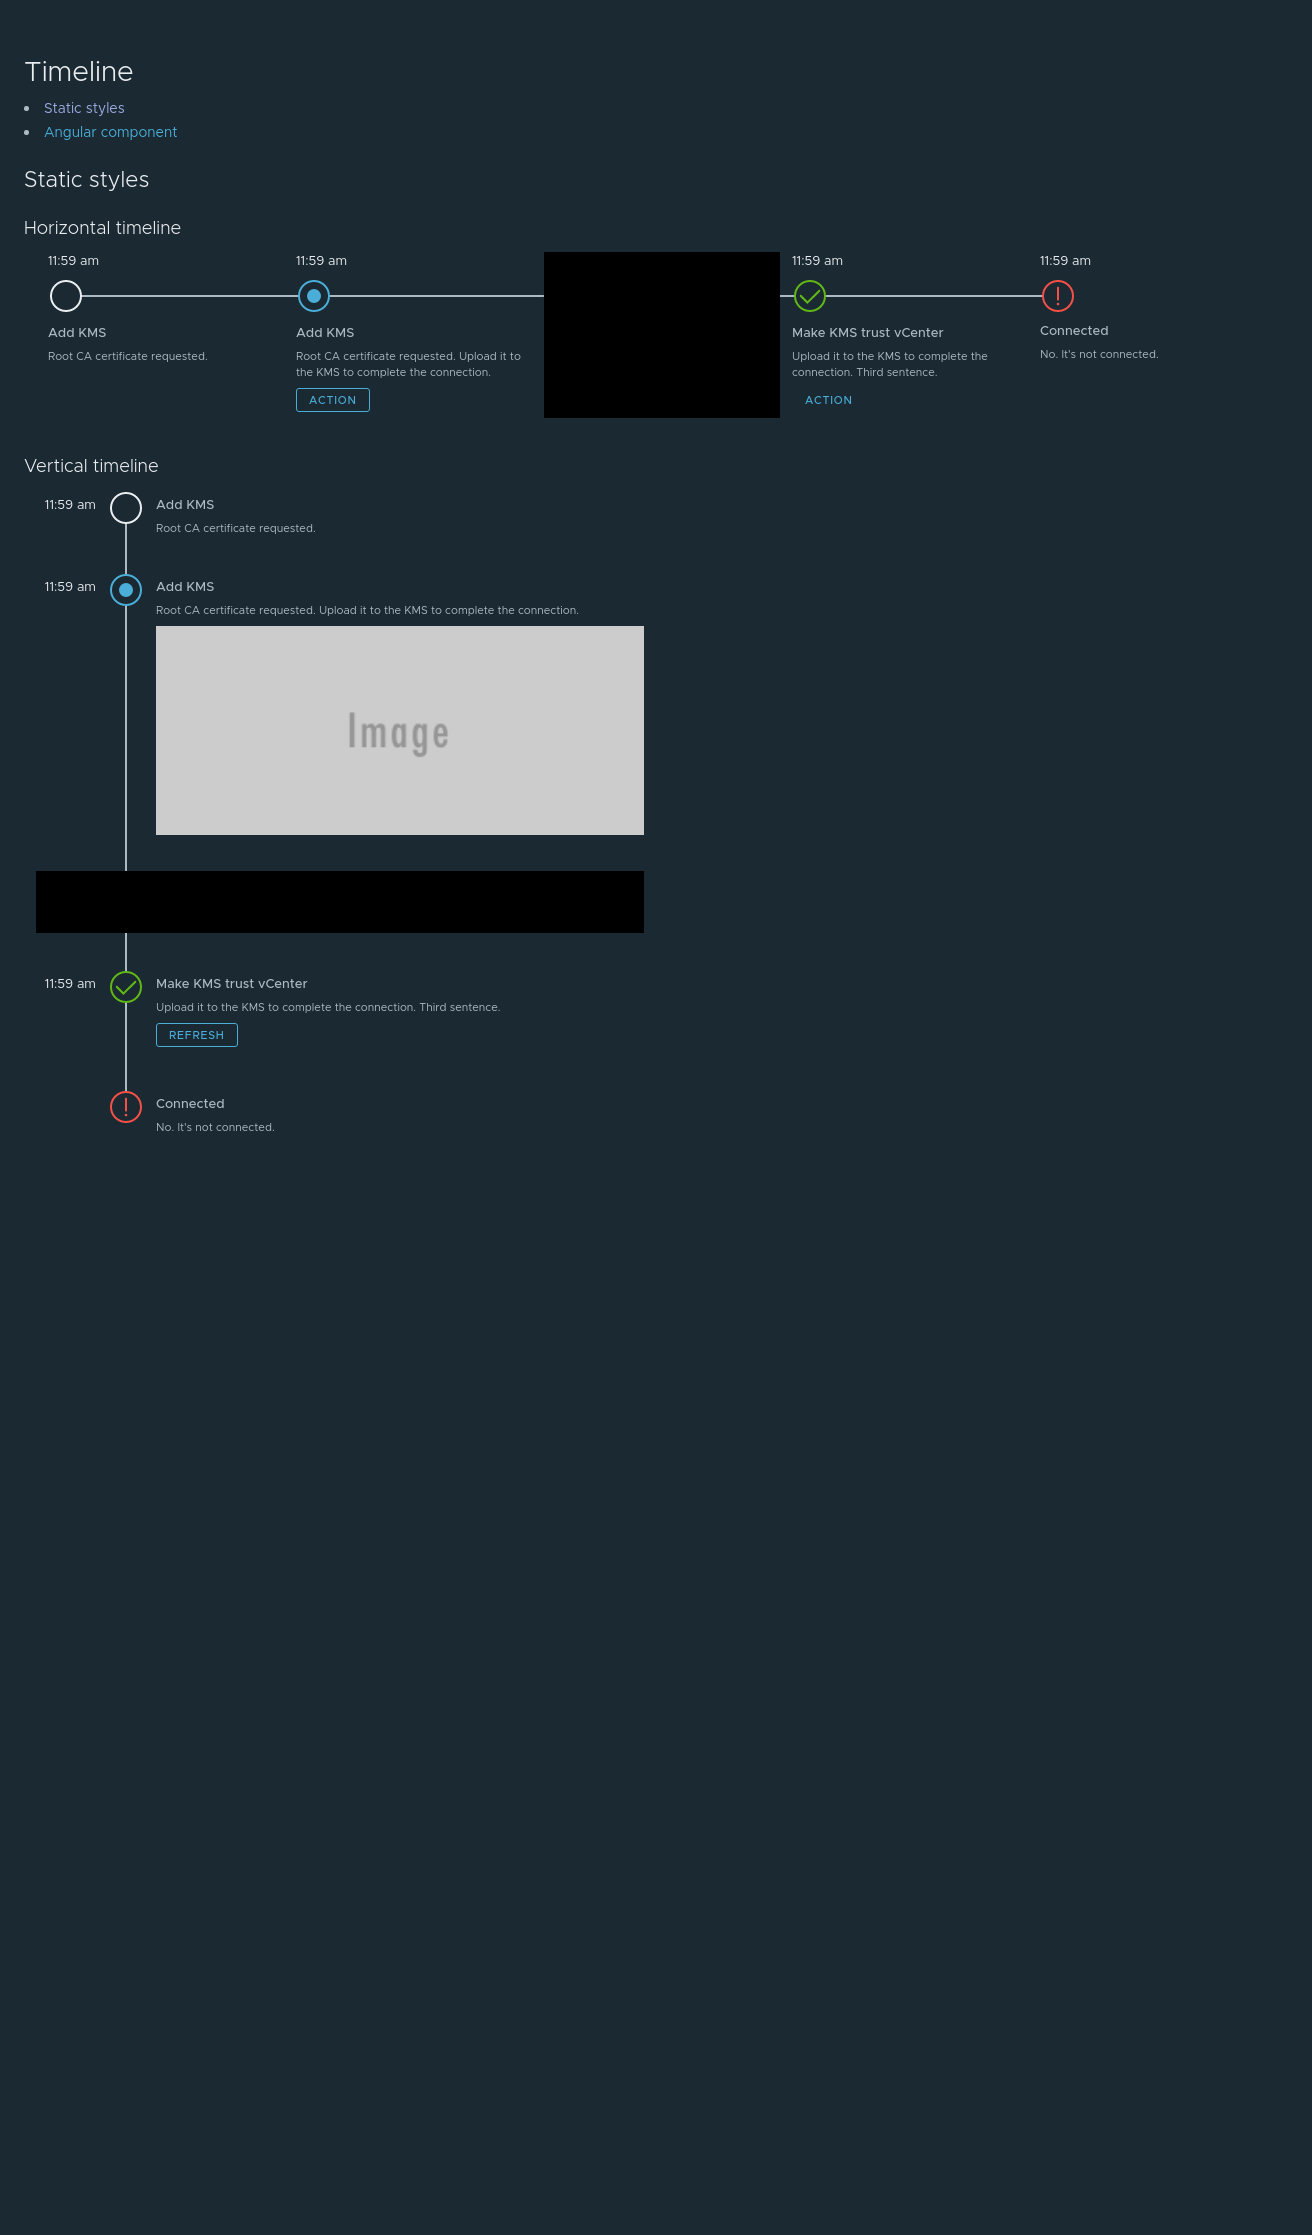 Timeline
Static styles
Angular component
Static styles
Horizontal timeline
11:59 am
Add KMS
Root CA certificate requested.
11:59 am
Add KMS
Root CA certificate requested. Upload it to
the KMS to complete the connection.
ACTION
11:59 am
Make KMS trust vCenter
Upload it to the KMS to complete the
connection. Third sentence.
ACTION
11:59 am
Connected
No. It's not connected.
Vertical timeline
11:59 am
Add KMS
Root CA certificate requested.
11:59 am
Add KMS
Root CA certificate requested. Upload it to the KMS to complete the connection.
Image
11:59 am
Make KMS trust vCenter
Upload it to the KMS to complete the connection. Third sentence.
REFRESH
Connected
No. It's not connected.